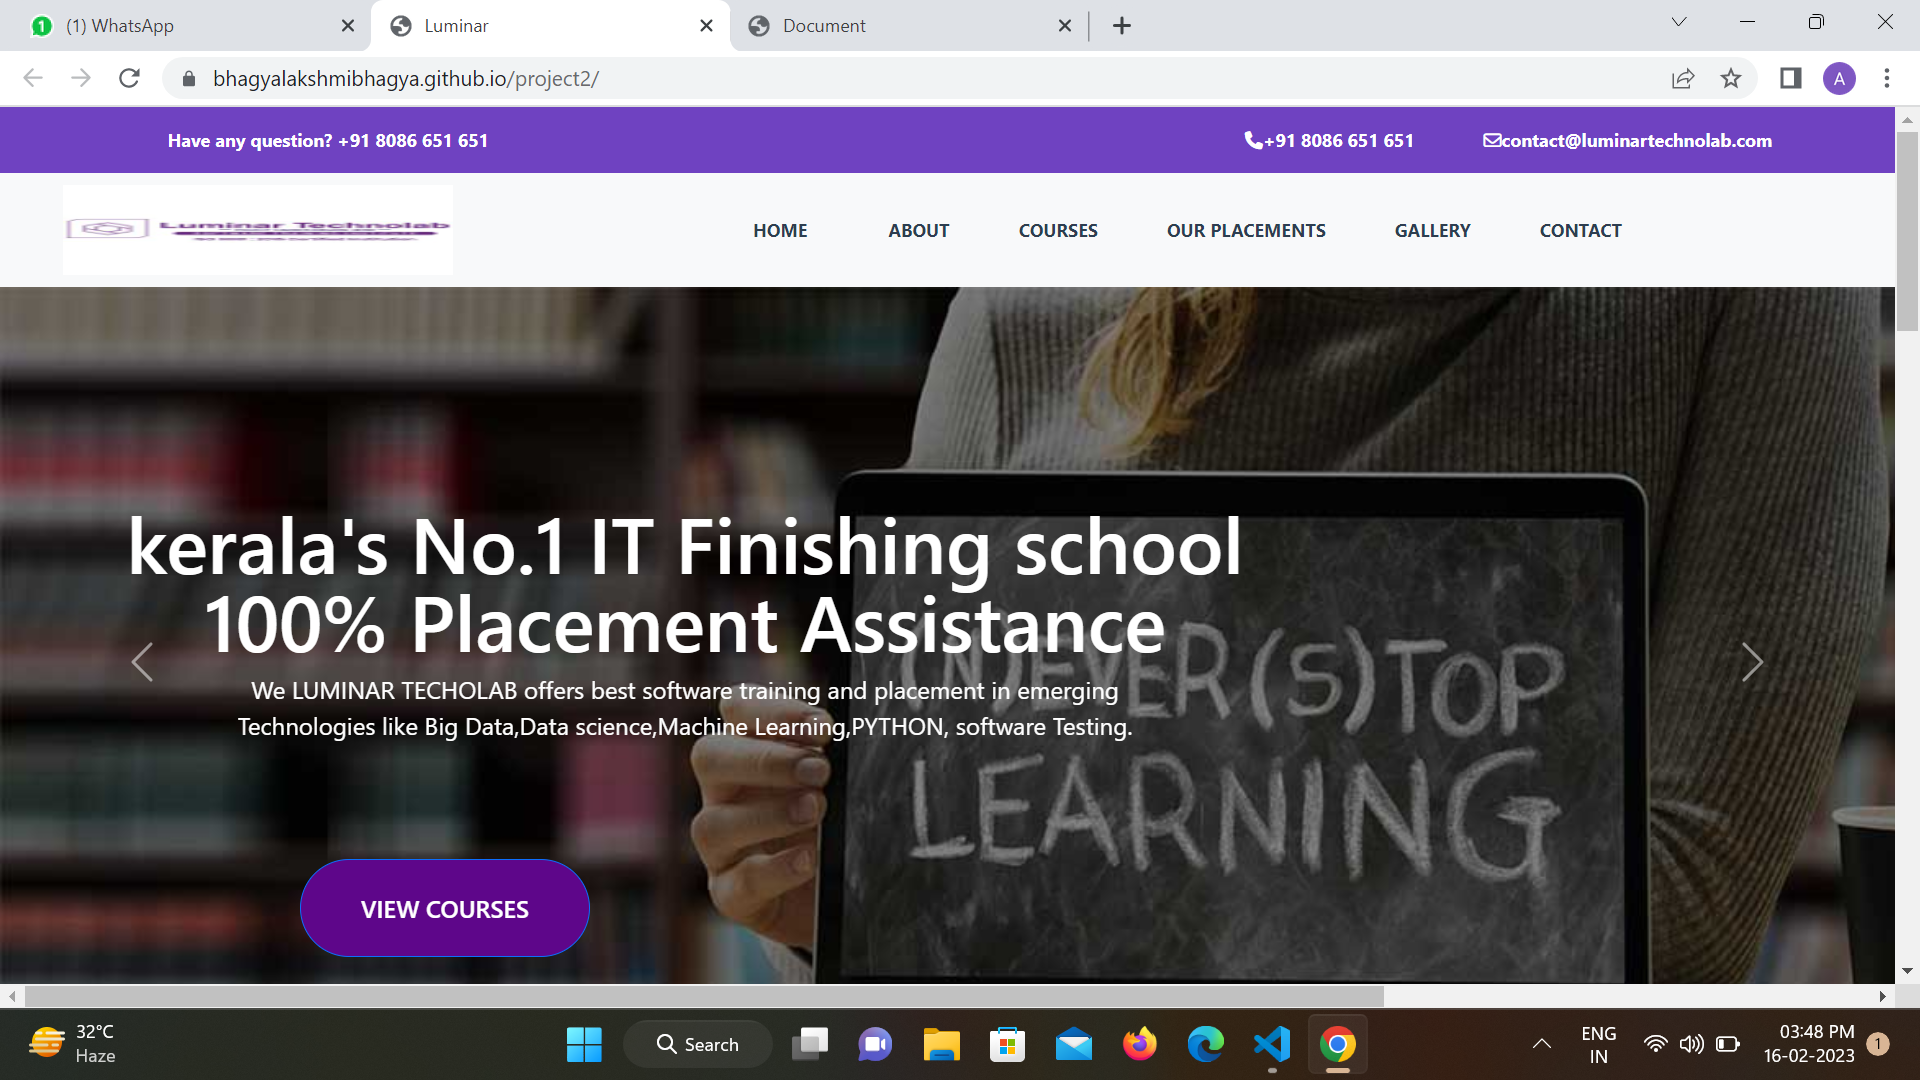 (1) WhatsApp
Luminar
Document
bhagyalakshmibhagya.github.io/project2/
A
Have any question? +91 8086 651 651
+91 8086 651 651
contact@luminartechnolab.com
Luminar Technolab
HOME
ABOUT
COURSES
OUR PLACEMENTS
GALLERY
CONTACT
kerala's No.1 IT Finishing school
100% Placement Assistance
We LUMINAR TECHOLAB offers best software training and placement in emerging
Technologies like Big Data,Data science,Machine Learning,PYTHON, software Testing.
(N)EVER(S)TOP
LEARNING
VIEW COURSES
32°C
Haze
Search
ENG
IN
03:48 PM
16-02-2023
1